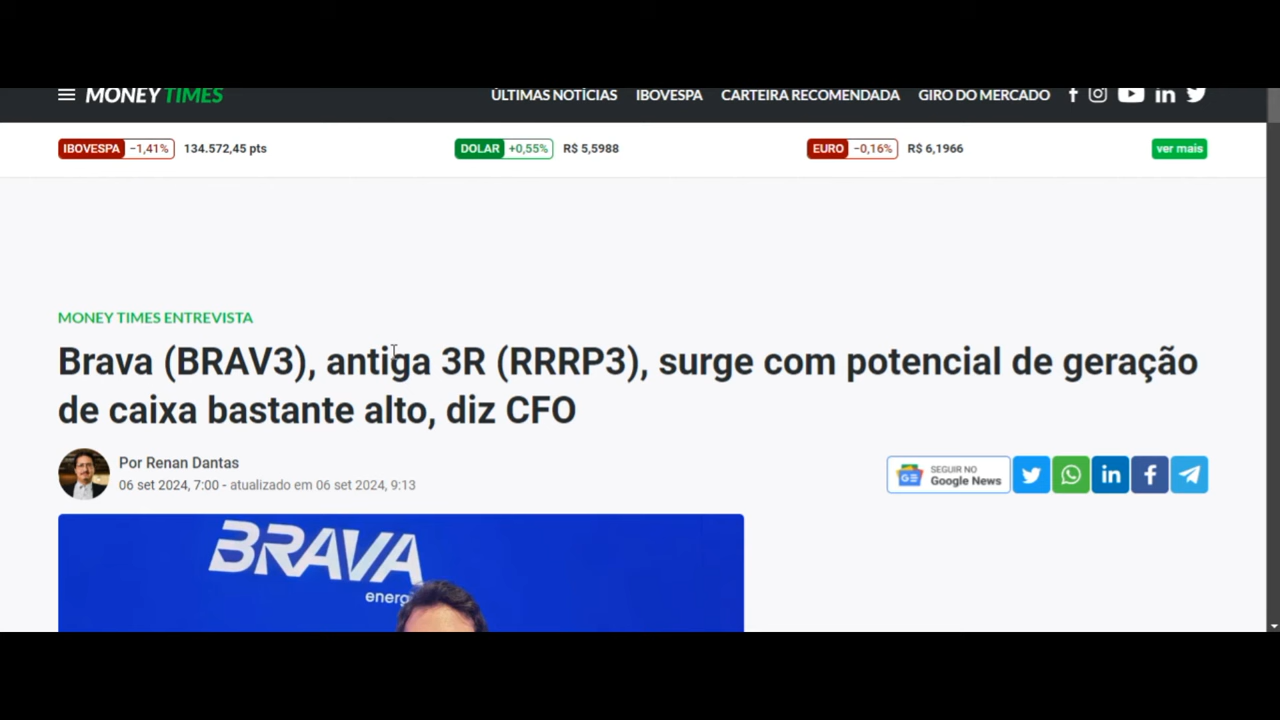 MONEY TIMES
ÚLTIMAS NOTÍCIAS IBOVESPA CARTEIRA RECOMENDADA GIRO DO MERCADO
IBOVESPA −1,41% 134.572,45 pts DOLAR +0,55% R$ 5,5988 EURO −0,16% R$ 6,1966 ver mais
MONEY TIMES ENTREVISTA
Brava (BRAV3), antiga 3R (RRRP3), surge com potencial de geração
de caixa bastante alto, diz CFO
Por Renan Dantas
06 set 2024, 7:00 - atualizado em 06 set 2024, 9:13
SEGUIR NO
Google News
BRAVA
energi